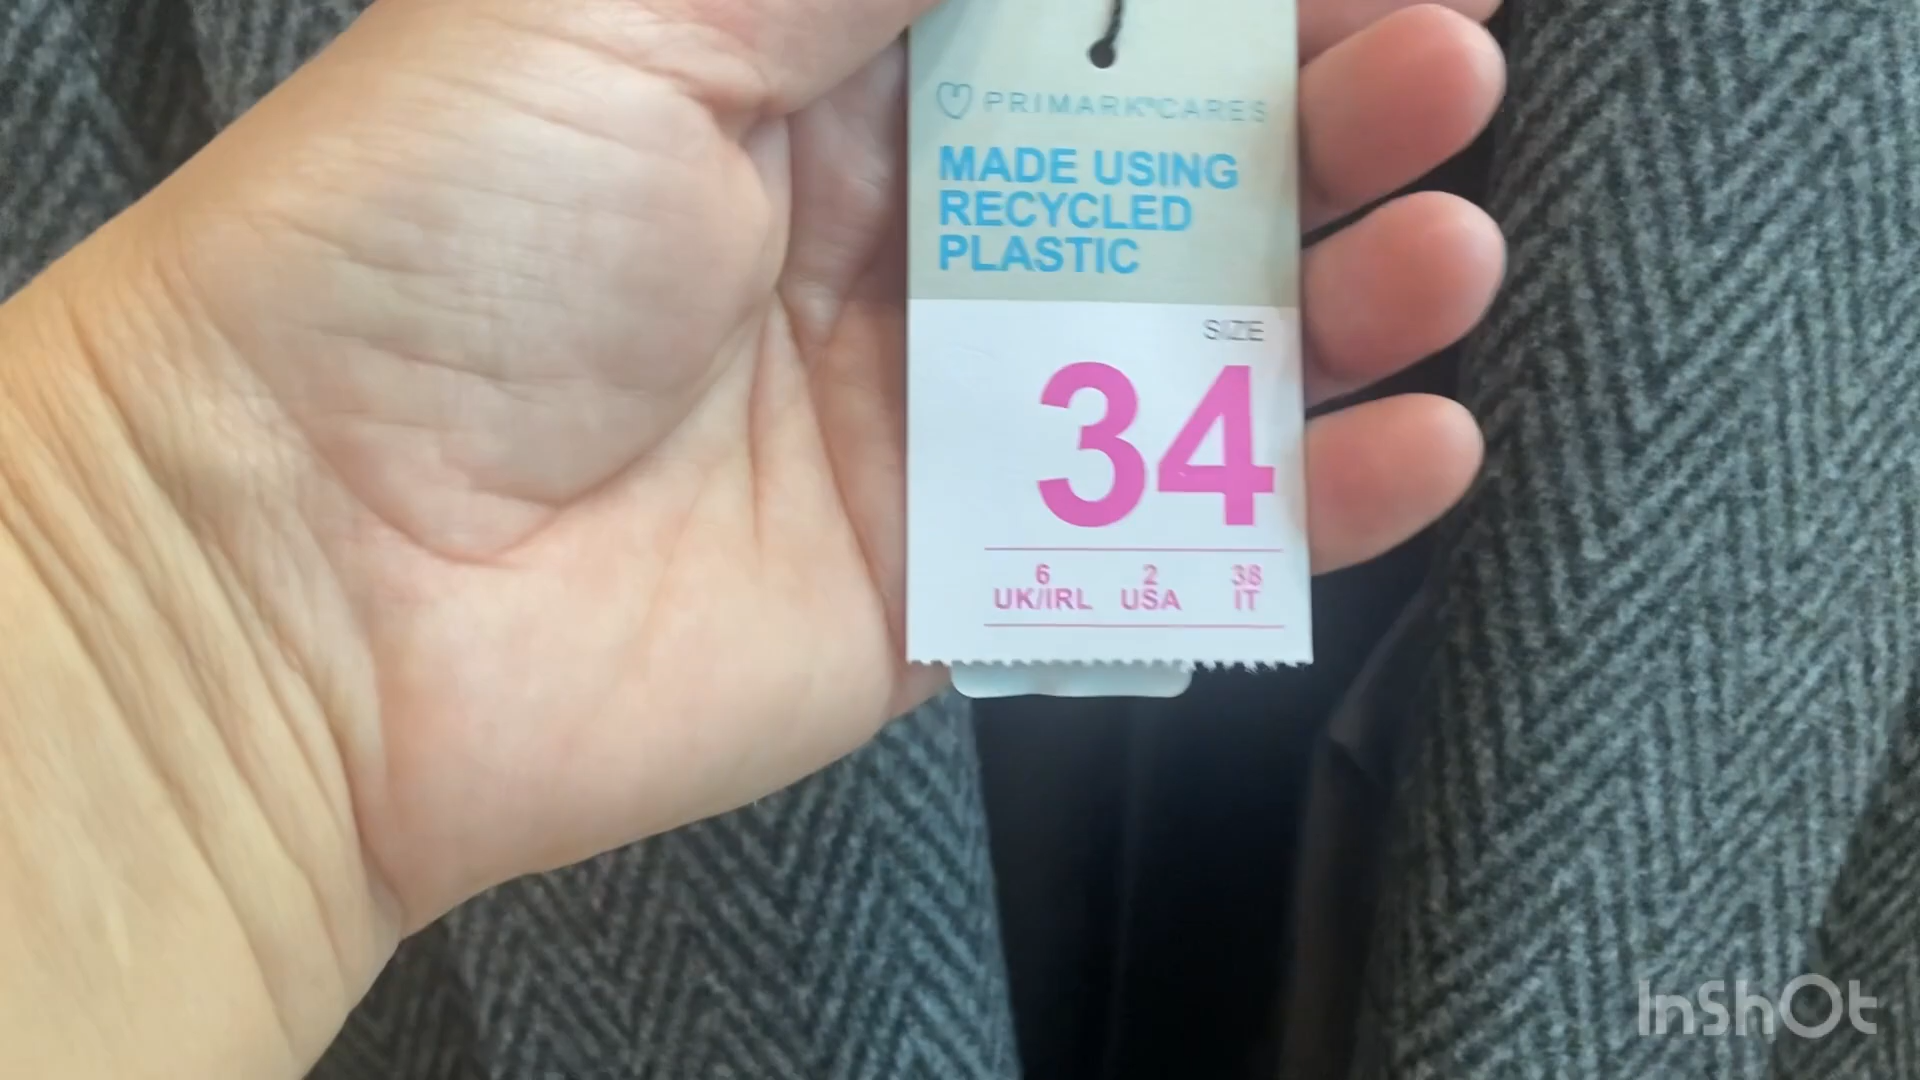 PRIMARK®CARES
MADE USING
RECYCLED
PLASTIC
SIZE
34
6 2 38
UK/IRL USA IT
InShOt